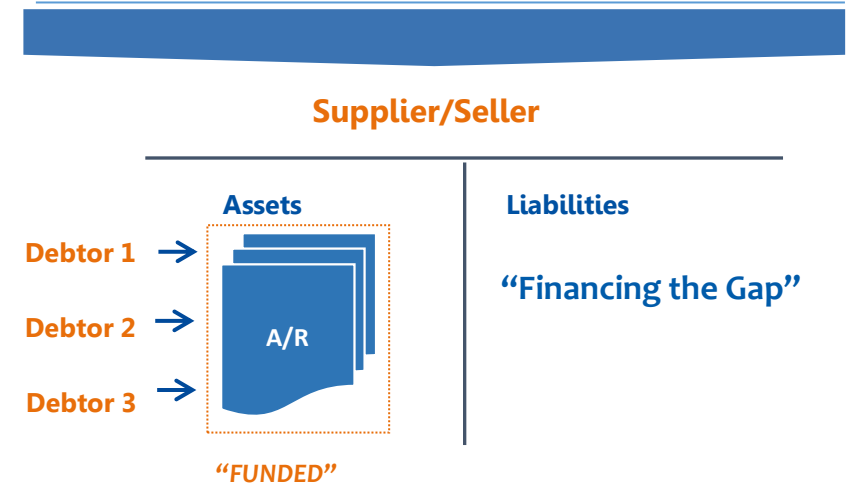 Supplier/Seller
Assets
Liabilities
Debtor 1
“Financing the Gap”
Debtor 2
A/R
Debtor 3
“FUNDED”